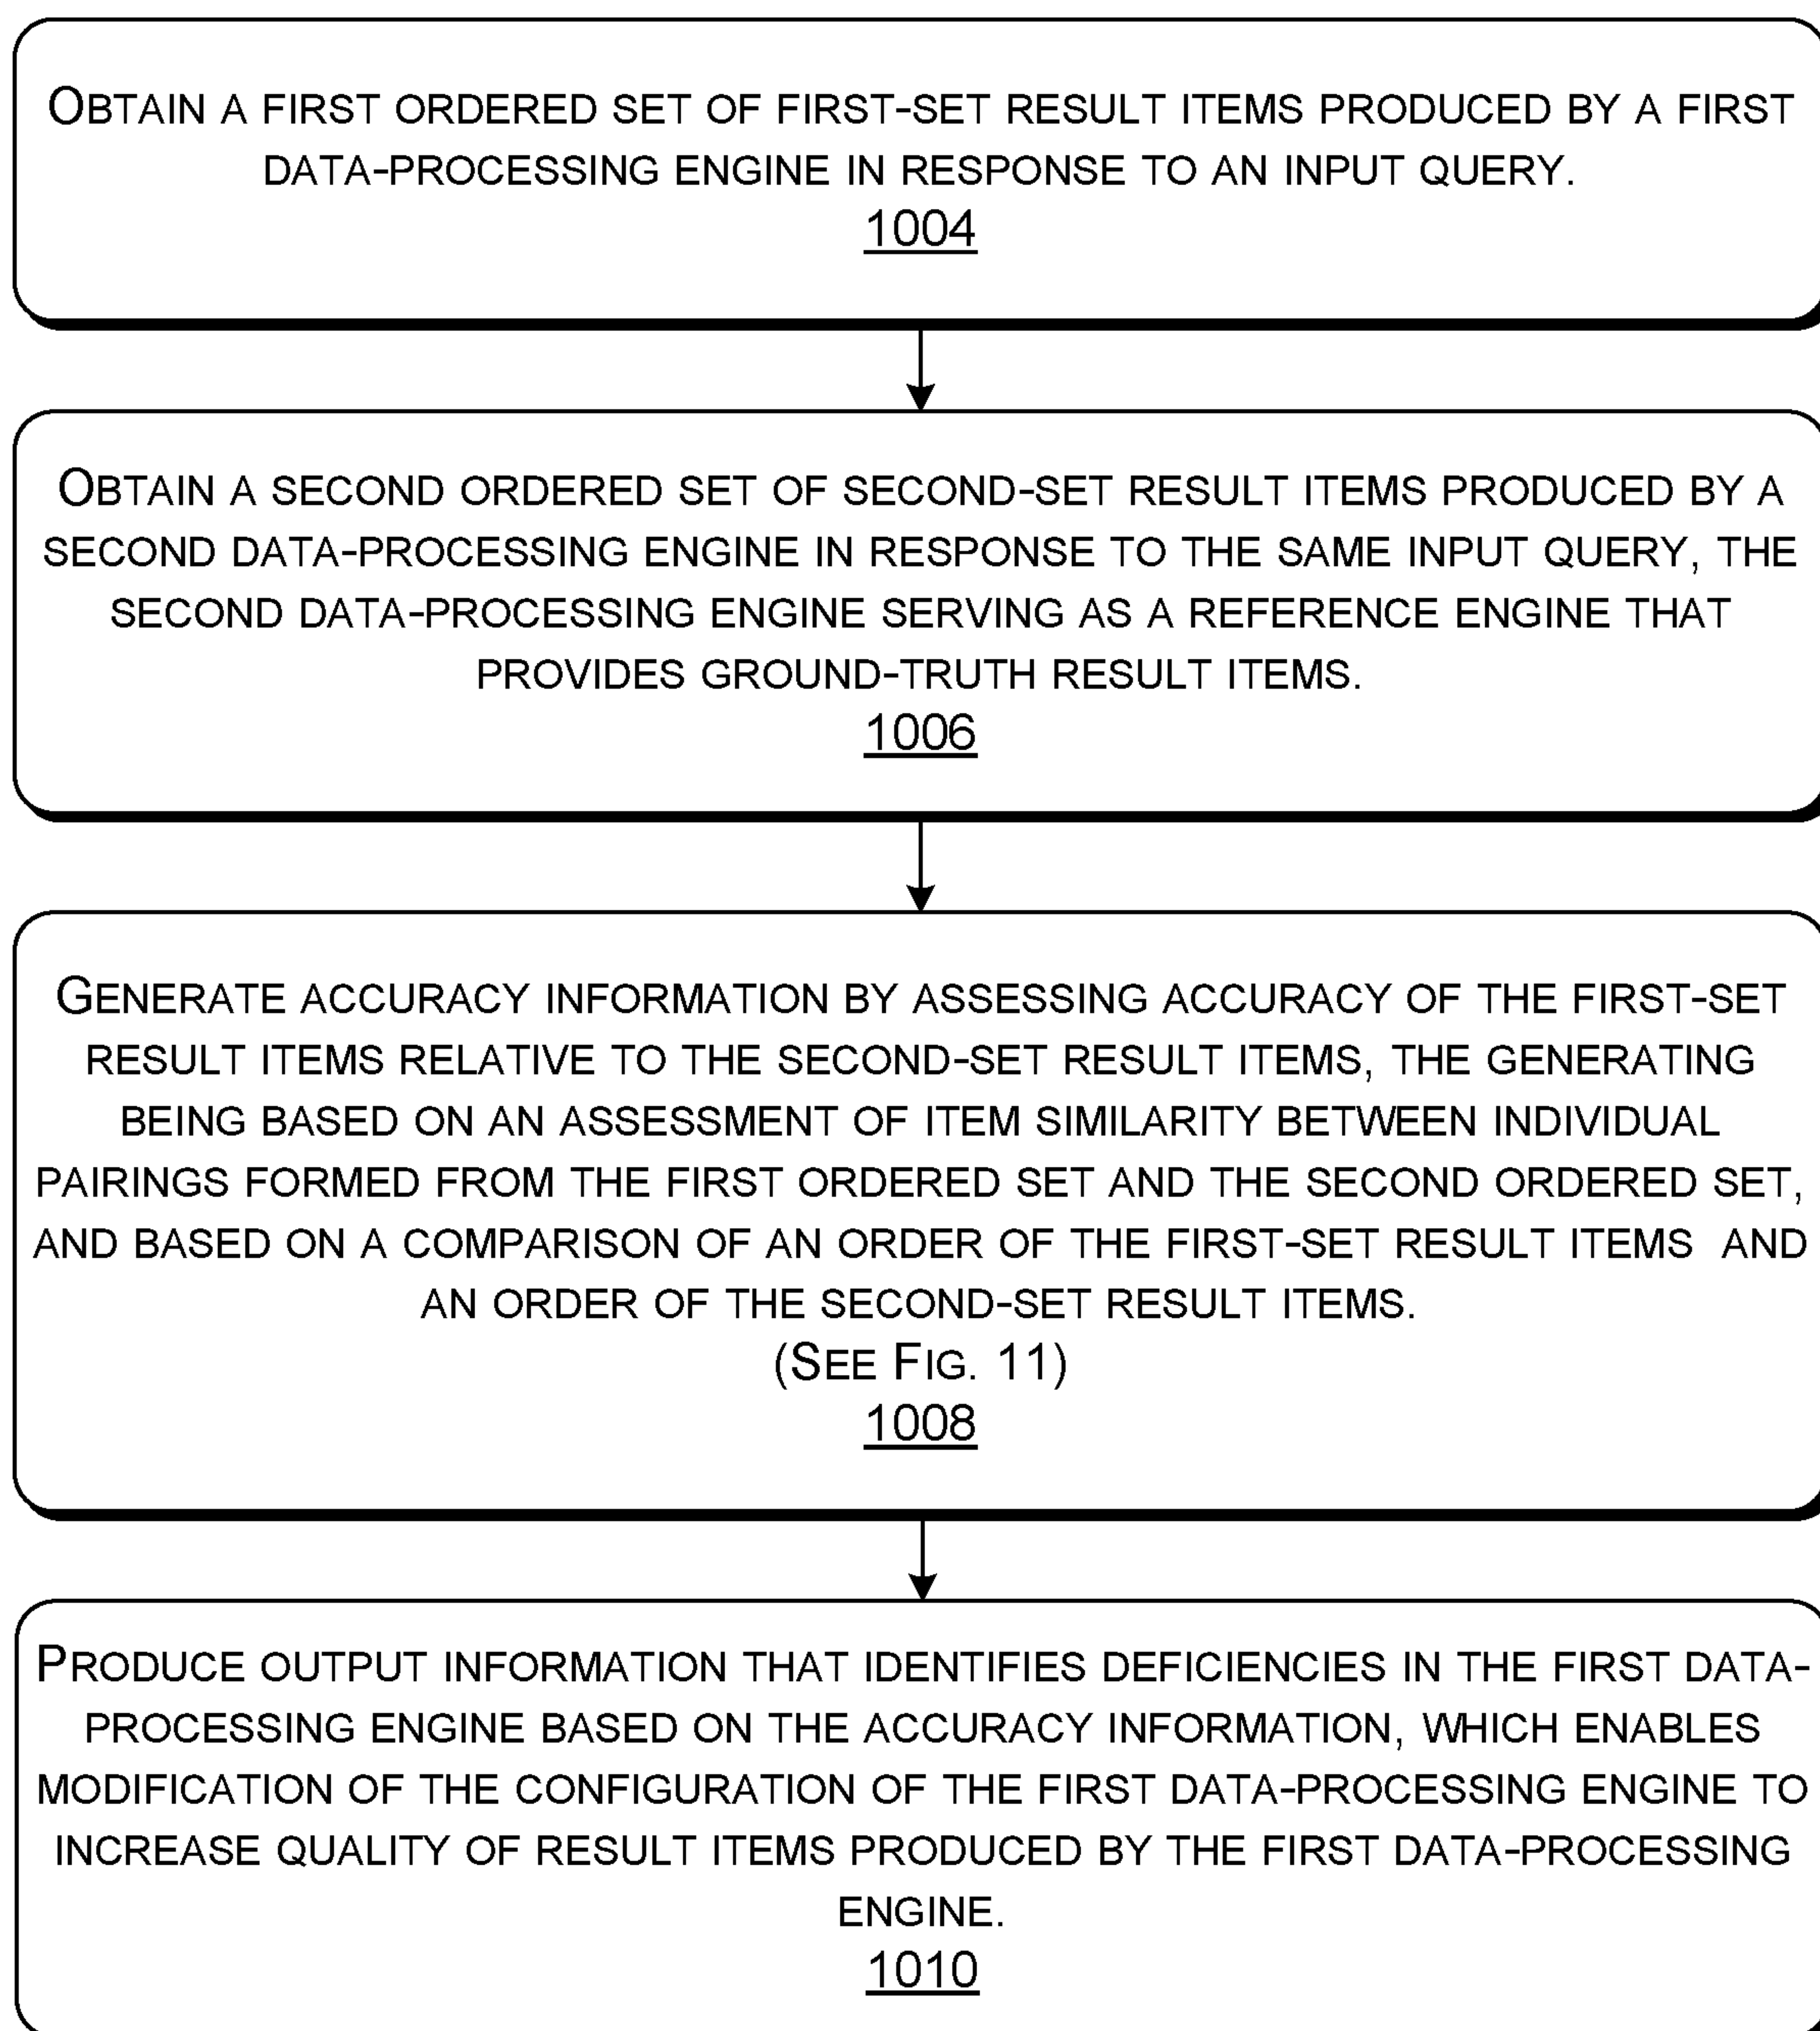 OBTAIN A FIRST ORDERED SET OF FIRST-SET RESULT ITEMS PRODUCED BY A FIRST
DATA-PROCESSING ENGINE IN RESPONSE TO AN INPUT QUERY.
1004
OBTAIN A SECOND ORDERED SET OF SECOND-SET RESULT ITEMS PRODUCED BY A
SECOND DATA-PROCESSING ENGINE IN RESPONSE TO THE SAME INPUT QUERY, THE
SECOND DATA-PROCESSING ENGINE SERVING AS A REFERENCE ENGINE THAT
PROVIDES GROUND-TRUTH RESULT ITEMS.
1006
GENERATE ACCURACY INFORMATION BY ASSESSING ACCURACY OF THE FIRST-SET
RESULT ITEMS RELATIVE TO THE SECOND-SET RESULT ITEMS, THE GENERATING
BEING BASED ON AN ASSESSMENT OF ITEM SIMILARITY BETWEEN INDIVIDUAL
PAIRINGS FORMED FROM THE FIRST ORDERED SET AND THE SECOND ORDERED SET,
AND BASED ON A COMPARISON OF AN ORDER OF THE FIRST-SET RESULT ITEMS AND
AN ORDER OF THE SECOND-SET RESULT ITEMS.
(SEE FIG. 11)
1008
PRODUCE OUTPUT INFORMATION THAT IDENTIFIES DEFICIENCIES IN THE FIRST DATA-
PROCESSING ENGINE BASED ON THE ACCURACY INFORMATION, WHICH ENABLES
MODIFICATION OF THE CONFIGURATION OF THE FIRST DATA-PROCESSING ENGINE TO
INCREASE QUALITY OF RESULT ITEMS PRODUCED BY THE FIRST DATA-PROCESSING
ENGINE.
1010